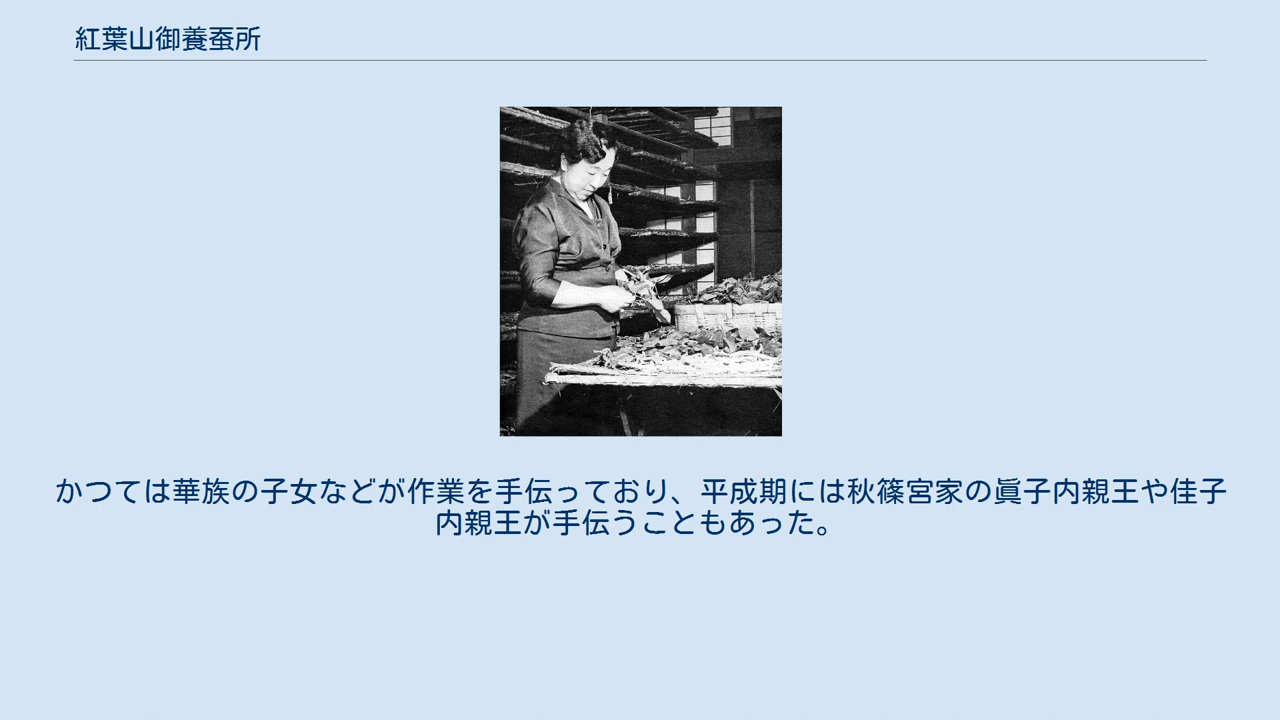 紅葉山御養蚕所
かつては華族の子女などが作業を手伝っており、平成期には秋篠宮家の眞子内親王や佳子
内親王が手伝うこともあった。